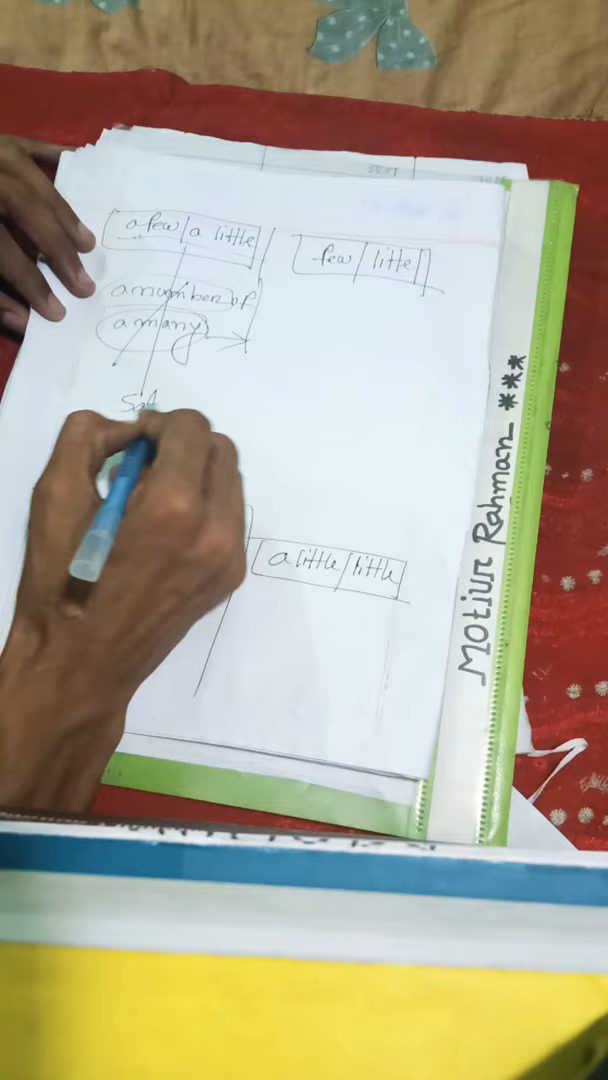 a few/a little
few/little
a number of
a many
a little/little
Motiur Rahman ***